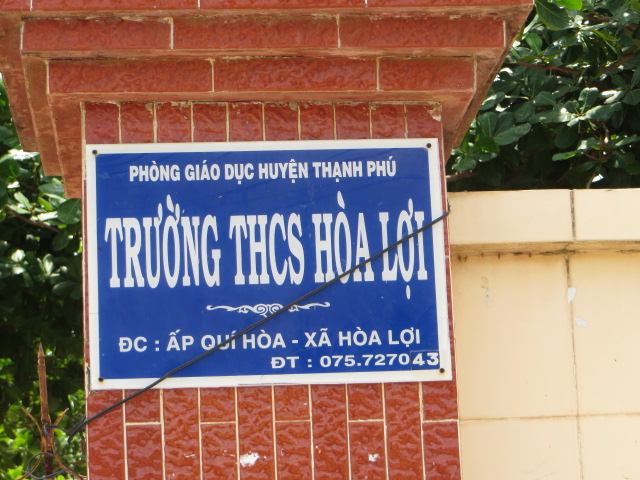 PHÒNG GIÁO DỤC HUYỆN THẠNH PHÚ
TRƯỜNG THCS HÒA LỢI
ĐC : ẤP QUÍ HÒA - XÃ HÒA LỢI
ĐT : 075.727043